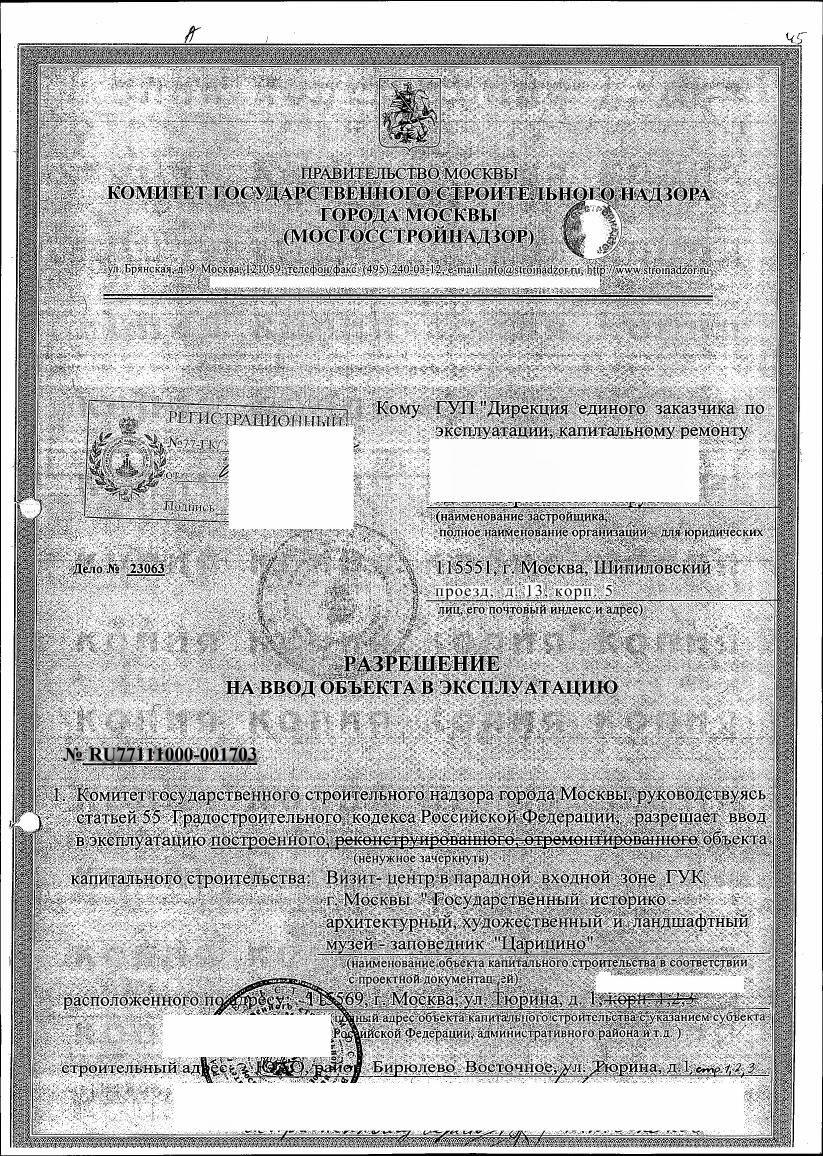 45
ПРАВИТЕЛЬСТВО МОСКВЫ
КОМИТЕТ ГОСУДАРСТВЕННОГО СТРОИТЕЛЬНОГО НАДЗОРА
ГОРОДА МОСКВЫ
(МОСГОССТРОЙНАДЗОР)
ул. Брянская, д. 9, Москва, 121059, телефон/факс: (495) 240-03-12, e-mail: info@stroinadzor.ru, http://www.stroinadzor.ru
РЕГИСТРАЦИОННЫЙ
№77-ГК/
от
Подпись
Кому ГУП "Дирекция единого заказчика по
эксплуатации, капитальному ремонту
(наименование застройщика,
полное наименование организации – для юридических
Дело № 23063
115551, г. Москва, Шипиловский
проезд, д. 13, корп. 5
лиц, его почтовый индекс и адрес)
РАЗРЕШЕНИЕ
НА ВВОД ОБЪЕКТА В ЭКСПЛУАТАЦИЮ
№ RU77111000-001703
1. Комитет государственного строительного надзора города Москвы, руководствуясь
статьей 55 Градостроительного кодекса Российской Федерации, разрешает ввод
в эксплуатацию построенного, реконструированного, отремонтированного объекта
(ненужное зачеркнуть)
капитального строительства: Визит- центр в парадной входной зоне ГУК
г. Москвы " Государственный историко -
архитектурный, художественный и ландшафтный
музей - заповедник "Царицино"
(наименование объекта капитального строительства в соответствии
с проектной документац ей)
расположенного по адресу: 115569, г. Москва, ул. Тюрина, д. 1, корп. 1,2,3
адрес объекта капитального строительства с указанием субъекта
Российской Федерации, административного района и т.д. )
строительный адрес: ЮАО, район Бирюлево Восточное, ул. Тюрина, д.1, стр 1, 2, 3